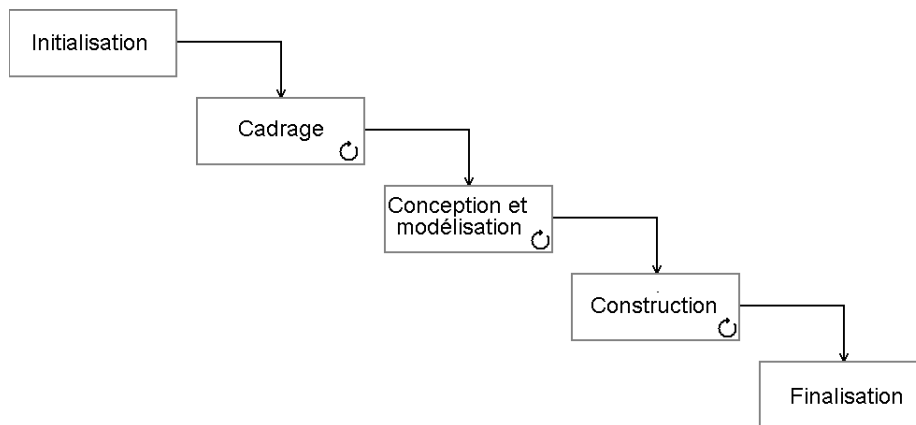 Initialisation
Cadrage
Conception et
modélisation
Construction
Finalisation